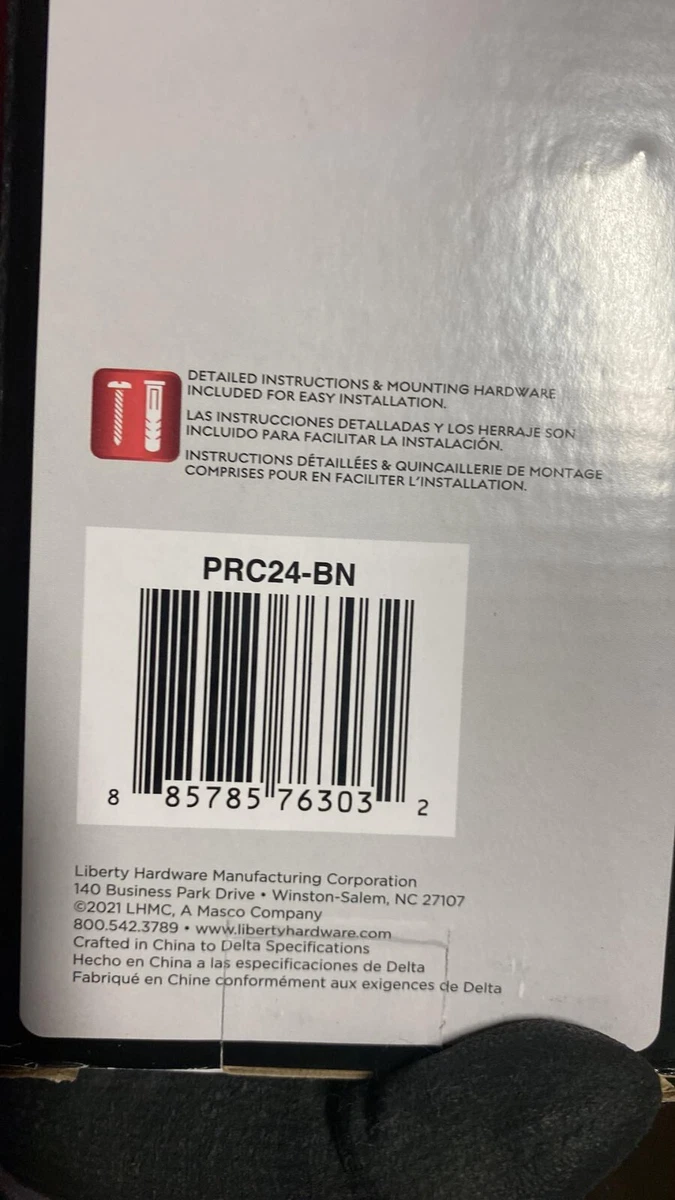 DETAILED INSTRUCTIONS & MOUNTING HARDWARE
INCLUDED FOR EASY INSTALLATION.
LAS INSTRUCCIONES DETALLADAS Y LOS HERRAJE SON
INCLUIDO PARA FACILITAR LA INSTALACIÓN.
INSTRUCTIONS DÉTAILLÉES & QUINCAILLERIE DE MONTAGE
COMPRISES POUR EN FACILITER L'INSTALLATION.
PRC24-BN
8 85785 76303 2
Liberty Hardware Manufacturing Corporation
140 Business Park Drive • Winston-Salem, NC 27107
©2021 LHMC, A Masco Company
800.542.3789 • www.libertyhardware.com
Crafted in China to Delta Specifications
Hecho en China a las especificaciones de Delta
Fabriqué en Chine conformément aux exigences de Delta